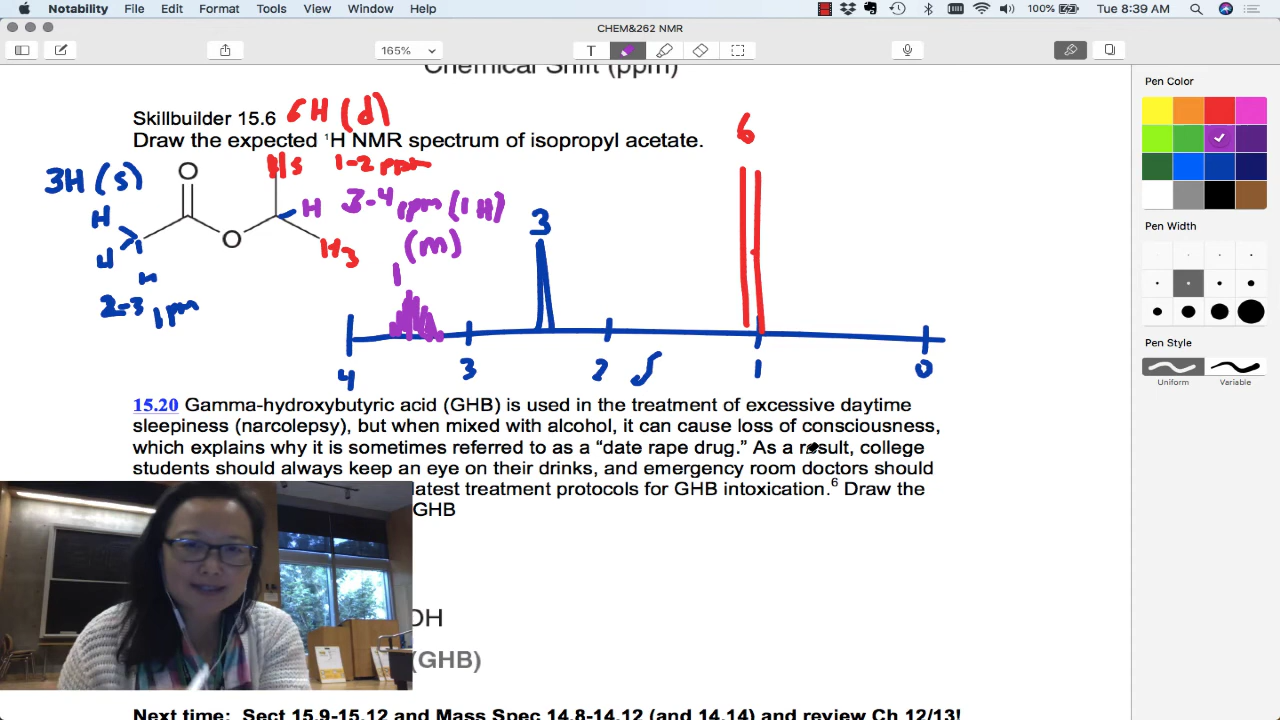 Notability File Edit Format Tools View Window Help 100% Tue 8:39 AM
CHEM&262 NMR
165% T
Chemical Shift (ppm)
Pen Color
Pen Width
Pen Style
Uniform Variable
Skillbuilder 15.6 6H (d)
Draw the expected ¹H NMR spectrum of isopropyl acetate.
6
3H (s)
O
1-2 ppm
H
H 3-4 ppm (1H)
3
O
H
H3
(m)
H
2-3 ppm
1
4 3 2 δ 1 0
15.20 Gamma-hydroxybutyric acid (GHB) is used in the treatment of excessive daytime
sleepiness (narcolepsy), but when mixed with alcohol, it can cause loss of consciousness,
which explains why it is sometimes referred to as a “date rape drug.” As a result, college
students should always keep an eye on their drinks, and emergency room doctors should
latest treatment protocols for GHB intoxication.⁶ Draw the
GHB
OH
(GHB)
Next time: Sect 15.9-15.12 and Mass Spec 14.8-14.12 (and 14.14) and review Ch 12/13!